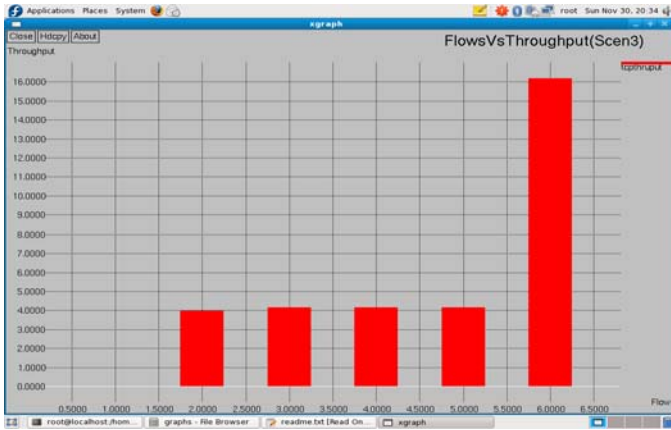 Applications Places System root Sun Nov 30, 20:34
xgraph
Close Hdcpy About
FlowsVsThroughput(Scen3)
Throughput
tcpthruput
16.0000
15.0000
14.0000
13.0000
12.0000
11.0000
10.0000
9.0000
8.0000
7.0000
6.0000
5.0000
4.0000
3.0000
2.0000
1.0000
0.0000
Flow
0.5000 1.0000 1.5000 2.0000 2.5000 3.0000 3.5000 4.0000 4.5000 5.0000 5.5000 6.0000 6.5000
root@localhost:/hom... graphs - File Browser readme.txt [Read On... xgraph